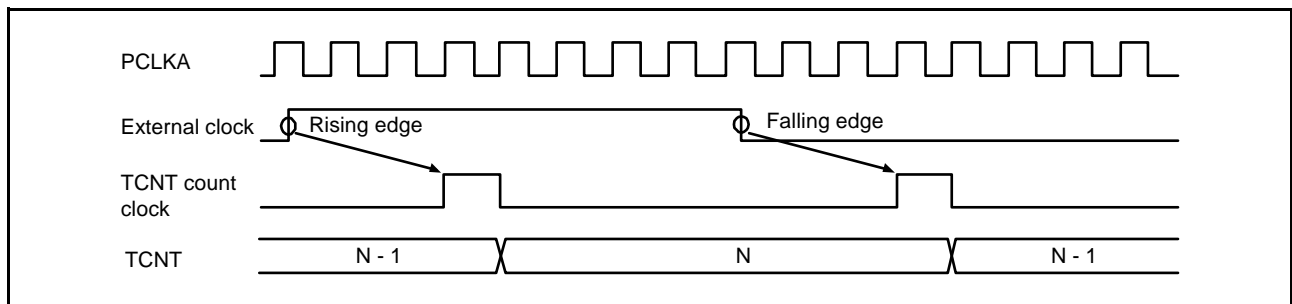 PCLKA
External clock
Rising edge
Falling edge
TCNT count
clock
TCNT
N - 1
N
N - 1